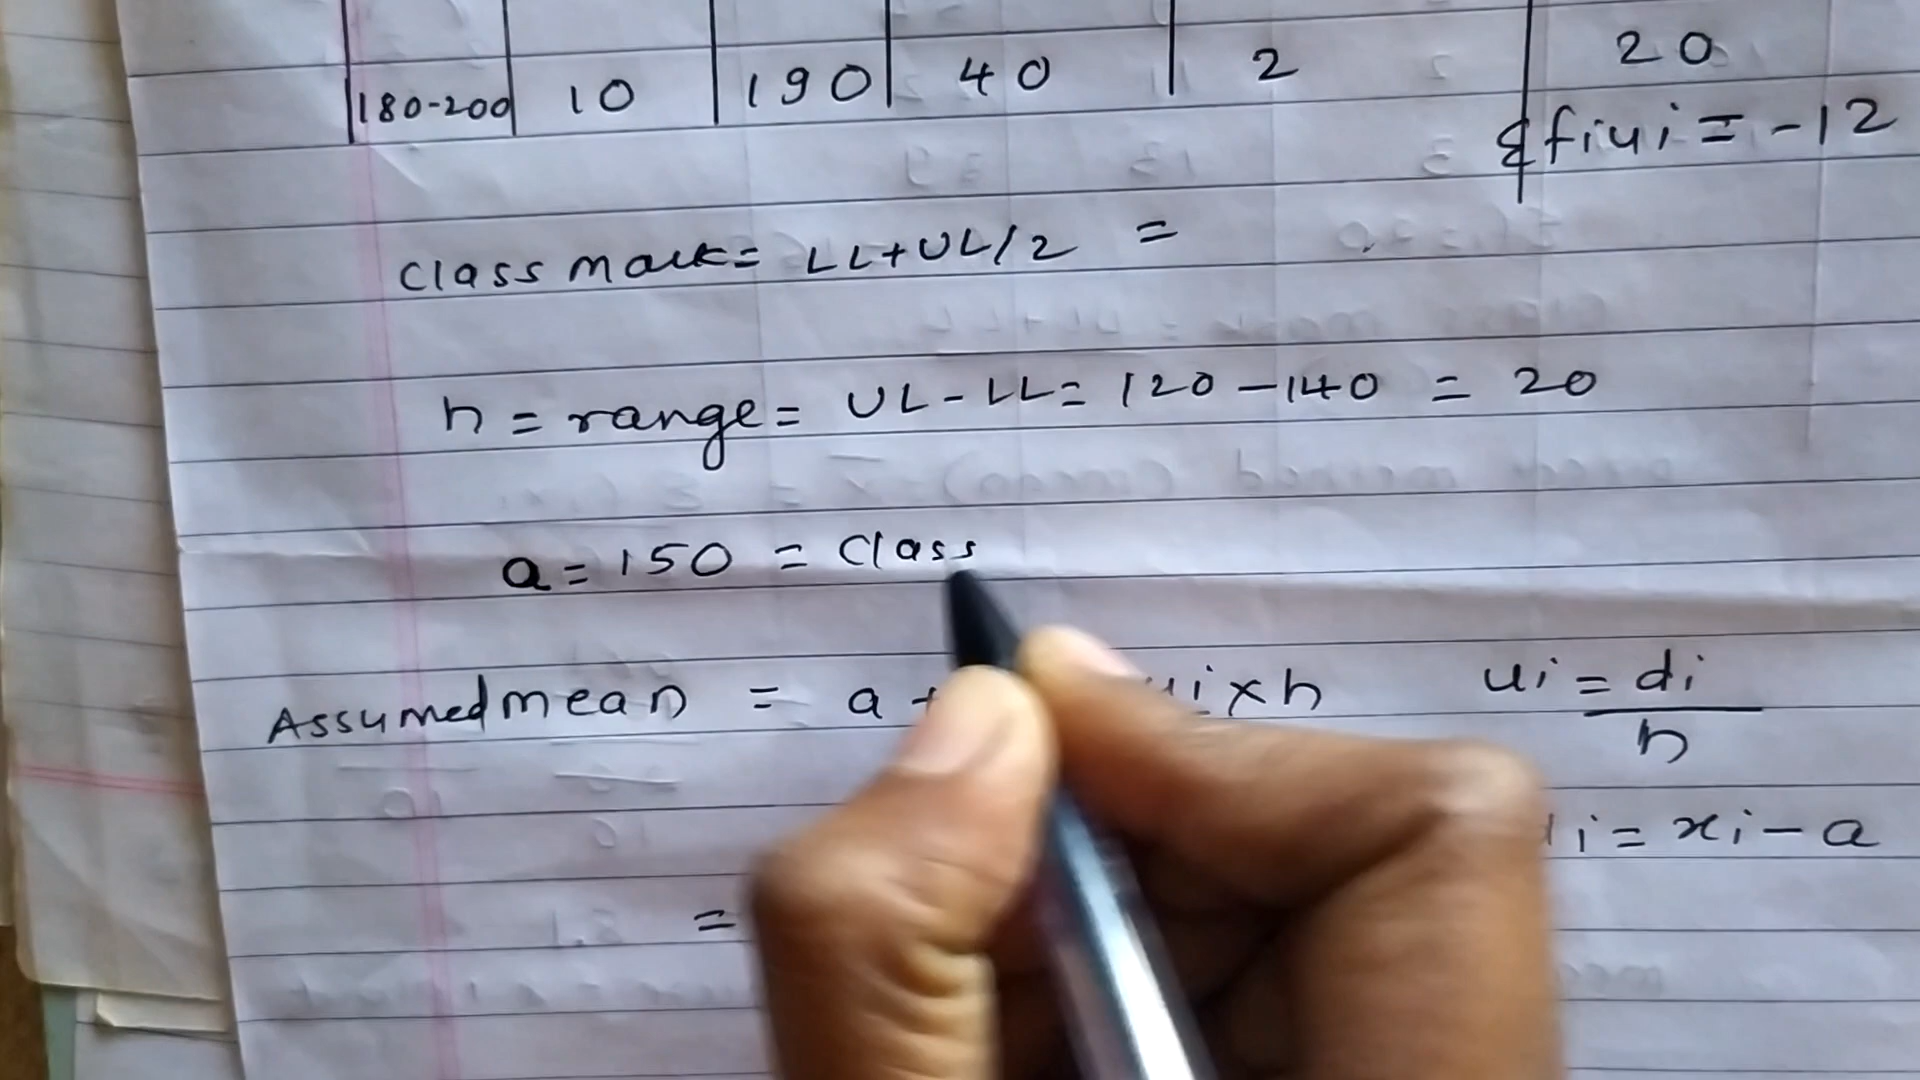 180-200 10 190 40 2 20
Σfiui = -12
class mark = LL+UL/2 =
h = range = UL - LL = 120 - 140 = 20
a = 150 = Class
Assumed mean = a + ui × h ui = di
h
i = xi - a
=